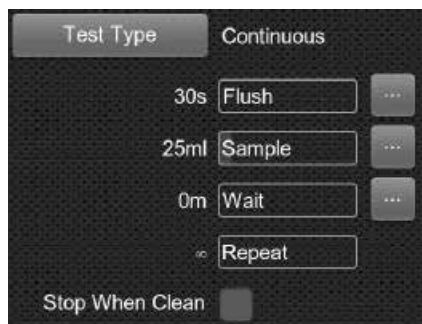 Test Type Continuous
30s Flush ...
25ml Sample ...
0m Wait ...
∞ Repeat
Stop When Clean